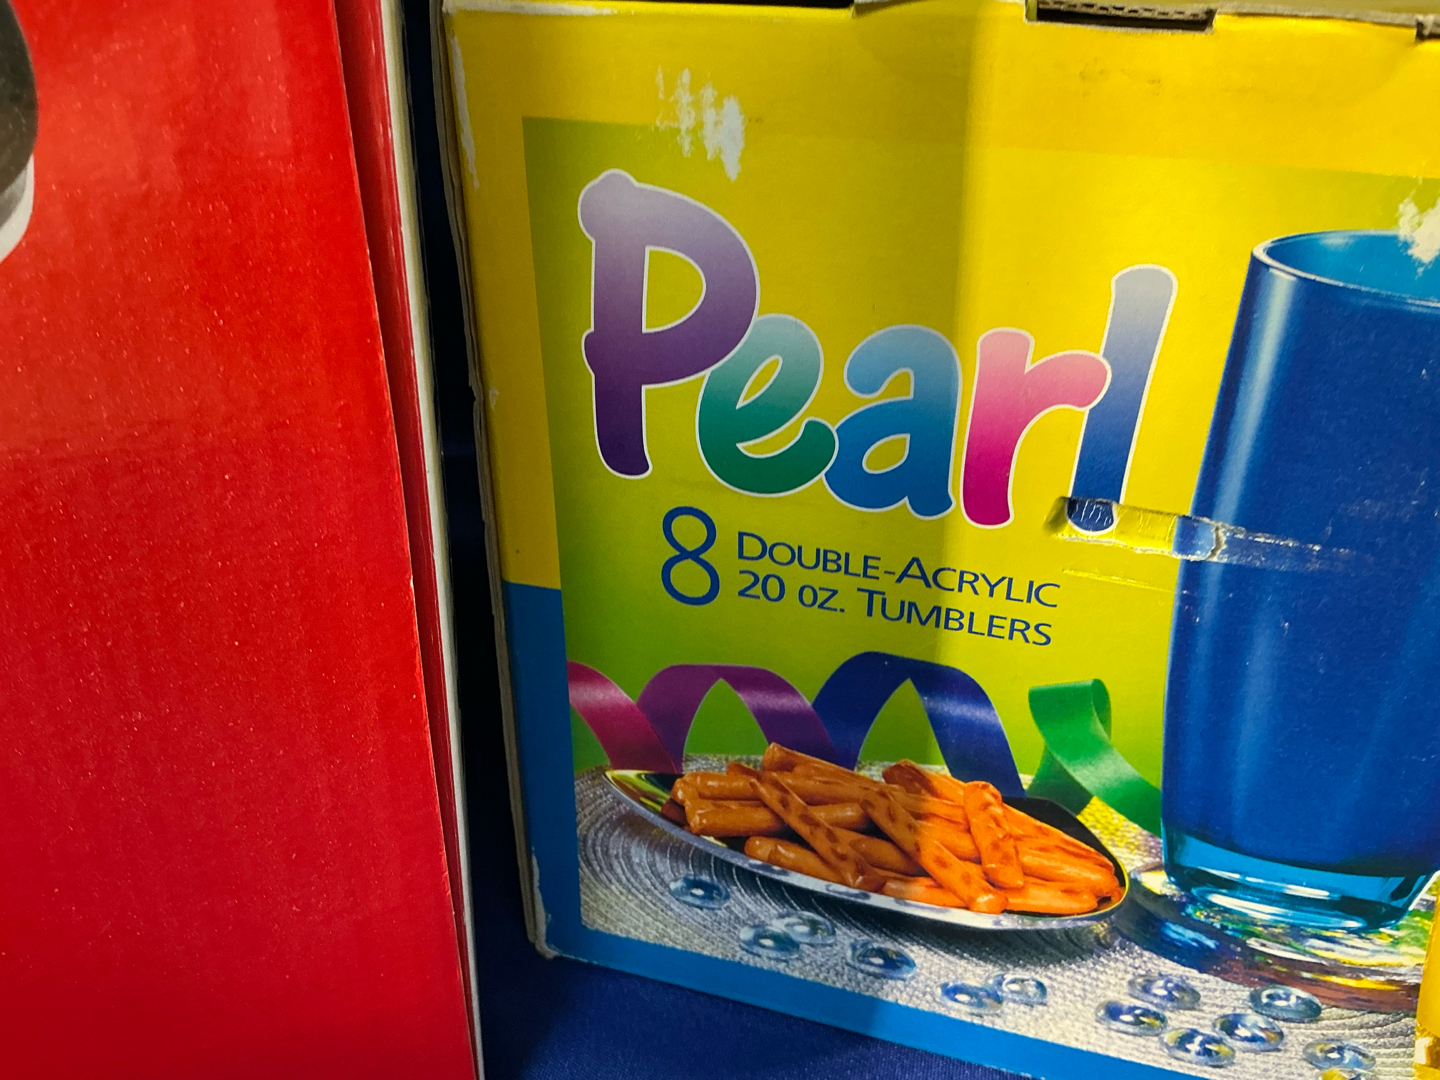 Pearl
8 DOUBLE-ACRYLIC
20 OZ. TUMBLERS